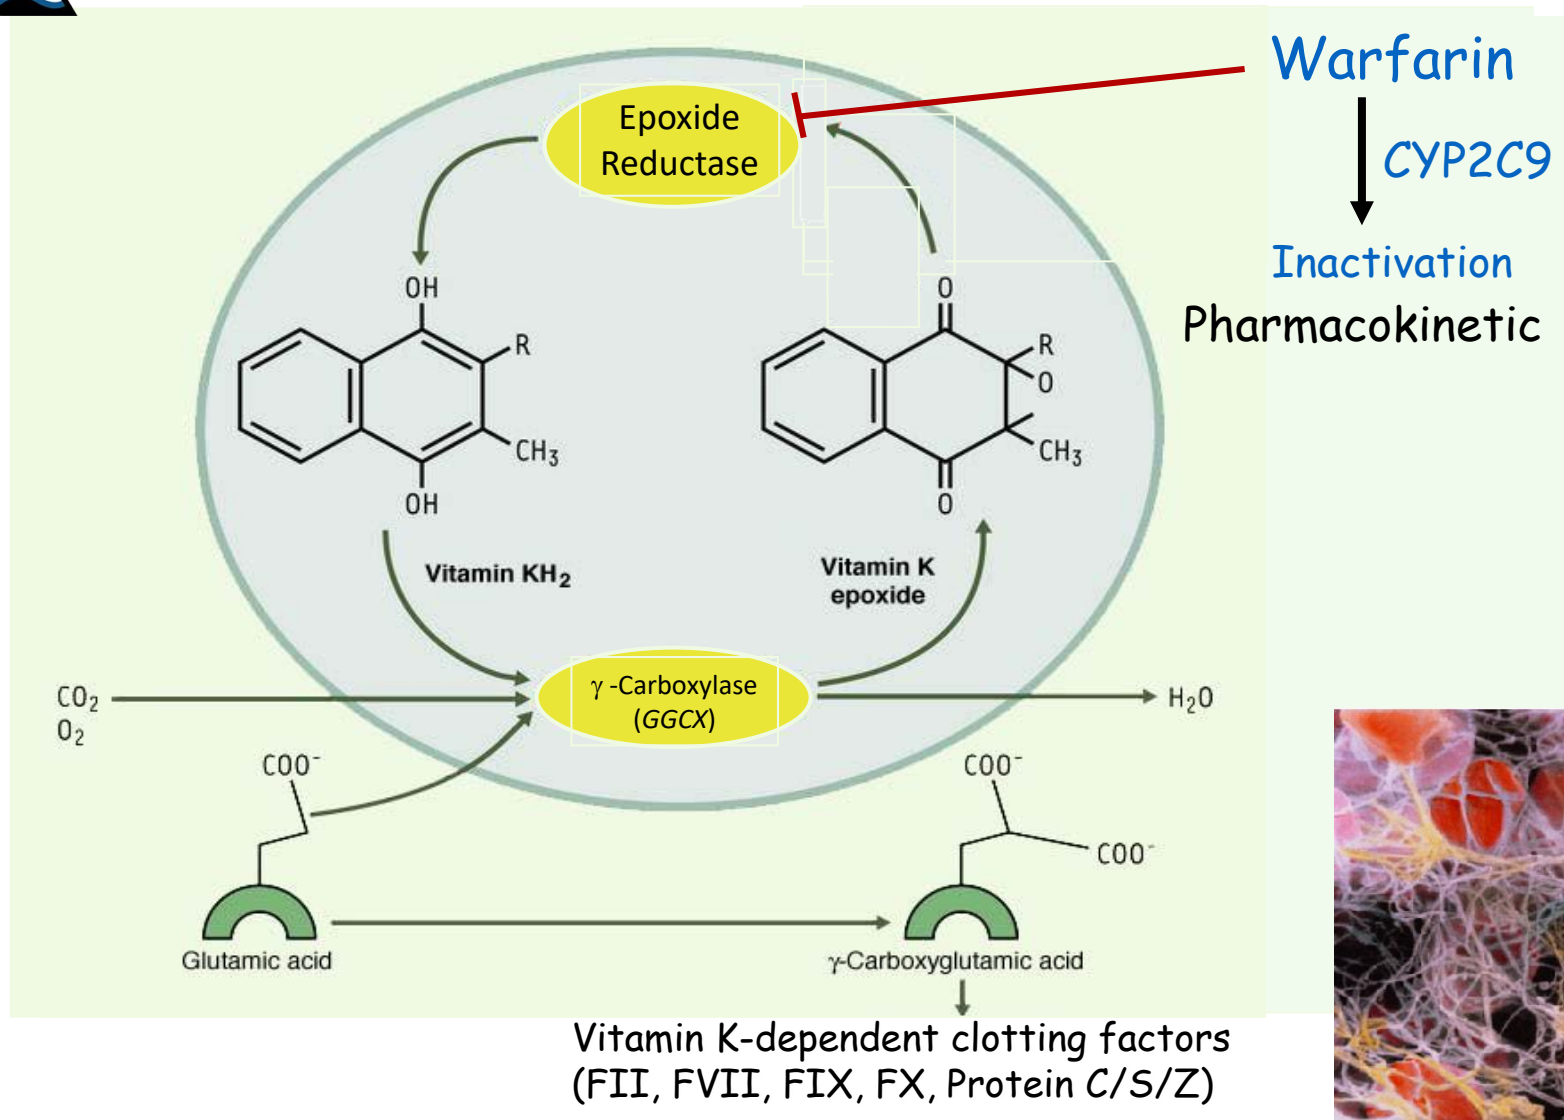 Warfarin
Epoxide
Reductase
CYP2C9
Inactivation
Pharmacokinetic
OH
R
CH₃
OH
O
R
O
CH₃
O
Vitamin KH₂
Vitamin K
epoxide
γ -Carboxylase
(GGCX)
CO₂
O₂
H₂O
COO⁻
COO⁻
COO⁻
Glutamic acid
γ-Carboxyglutamic acid
Vitamin K-dependent clotting factors
(FII, FVII, FIX, FX, Protein C/S/Z)